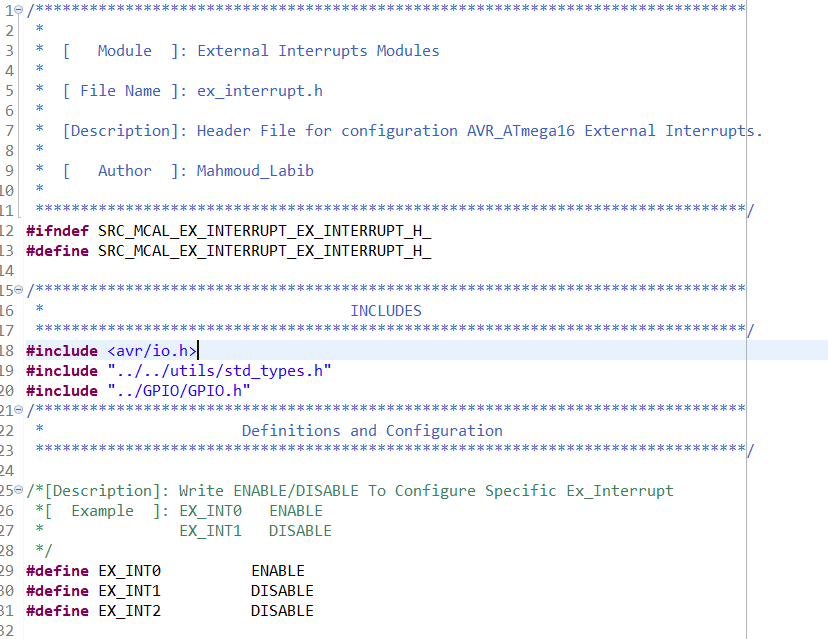 1 /*******************************************************************************
2 *
3 * [ Module ]: External Interrupts Modules
4 *
5 * [ File Name ]: ex_interrupt.h
6 *
7 * [Description]: Header File for configuration AVR_ATmega16 External Interrupts.
8 *
9 * [ Author ]: Mahmoud_Labib
10 *
11 *******************************************************************************/
12 #ifndef SRC_MCAL_EX_INTERRUPT_EX_INTERRUPT_H_
13 #define SRC_MCAL_EX_INTERRUPT_EX_INTERRUPT_H_
14
15 /*******************************************************************************
16 * INCLUDES
17 *******************************************************************************/
18 #include <avr/io.h>
19 #include "../../utils/std_types.h"
20 #include "../GPIO/GPIO.h"
21 /*******************************************************************************
22 * Definitions and Configuration
23 *******************************************************************************/
24
25 /*[Description]: Write ENABLE/DISABLE To Configure Specific Ex_Interrupt
26 *[ Example ]: EX_INT0 ENABLE
27 * EX_INT1 DISABLE
28 */
29 #define EX_INT0 ENABLE
30 #define EX_INT1 DISABLE
31 #define EX_INT2 DISABLE
32